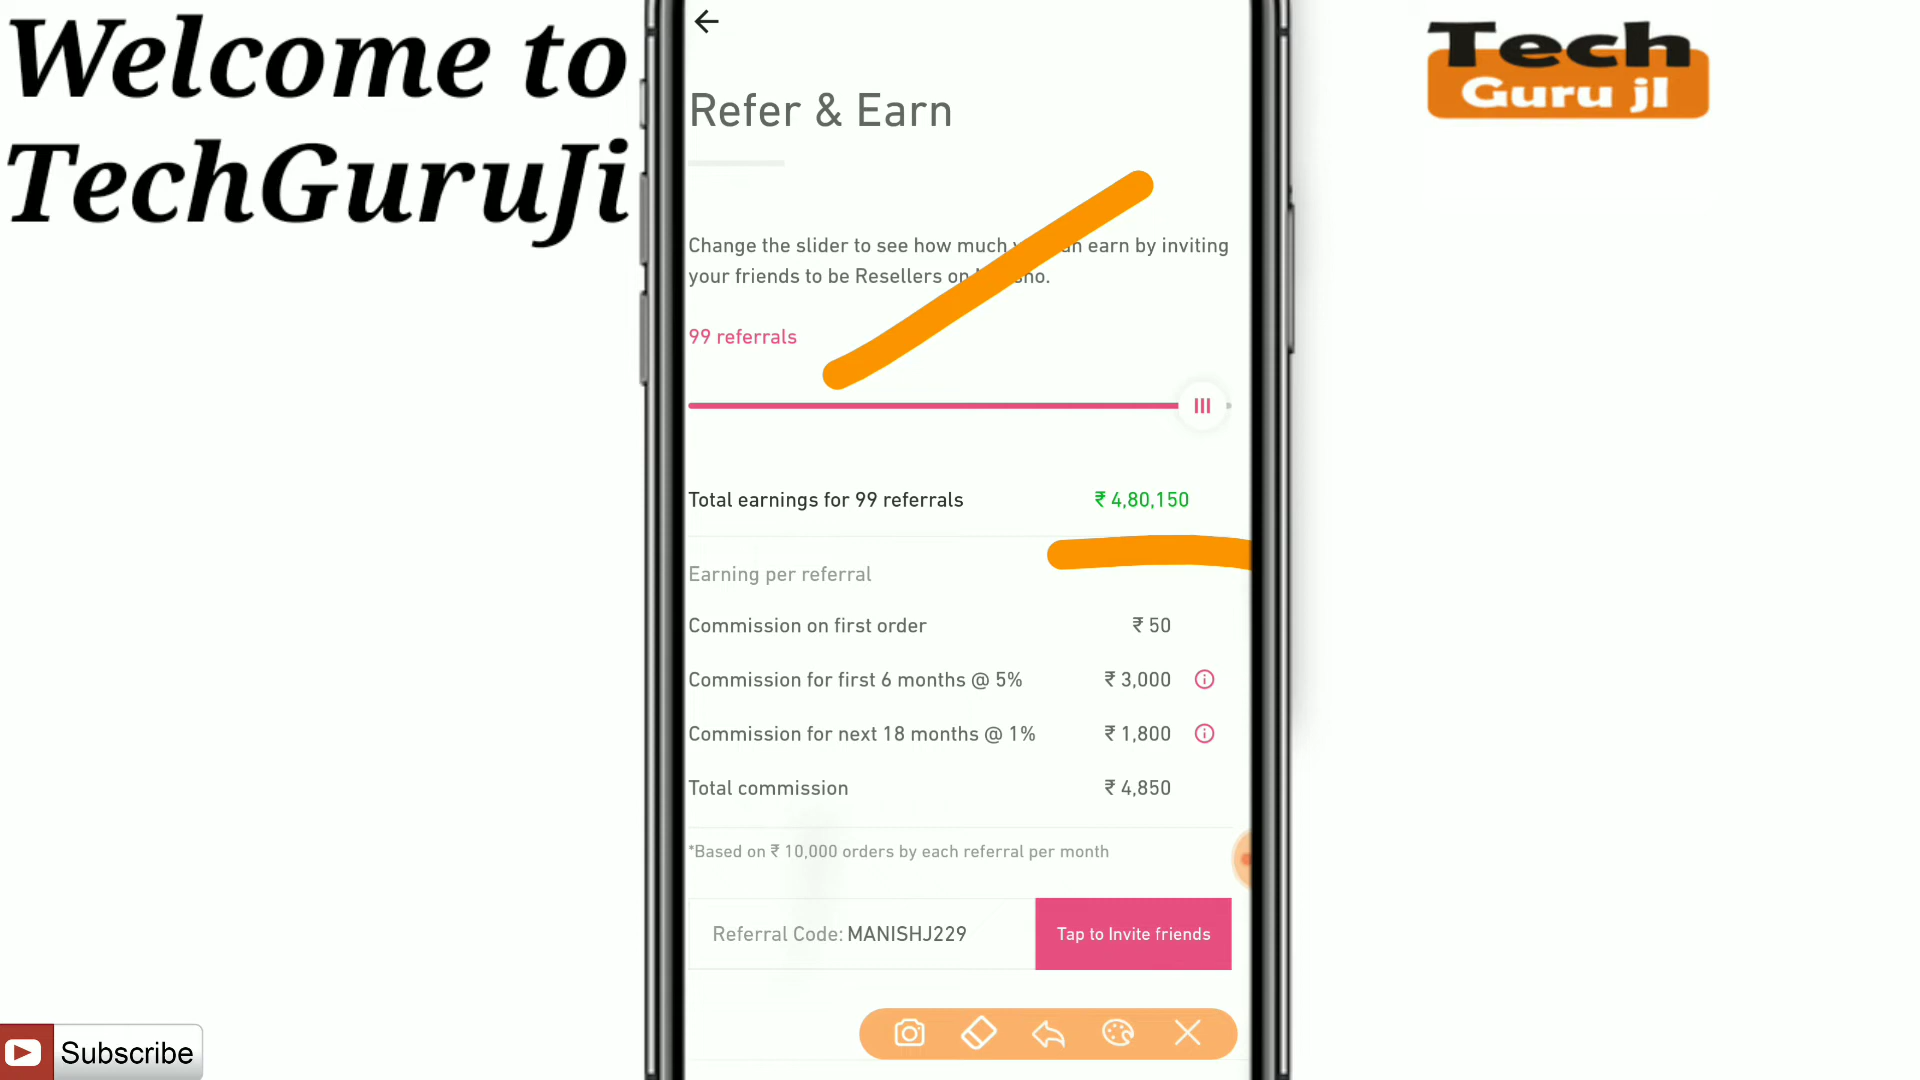 Welcome to
TechGuruJi
Tech
Guru jl
Refer & Earn
Change the slider to see how much earn by inviting
your friends to be Resellers on
99 referrals
Total earnings for 99 referrals ₹ 4,80,150
Earning per referral
Commission on first order ₹ 50
Commission for first 6 months @ 5% ₹ 3,000
Commission for next 18 months @ 1% ₹ 1,800
Total commission ₹ 4,850
*Based on ₹ 10,000 orders by each referral per month
Referral Code: MANISHJ229 Tap to Invite friends
Subscribe